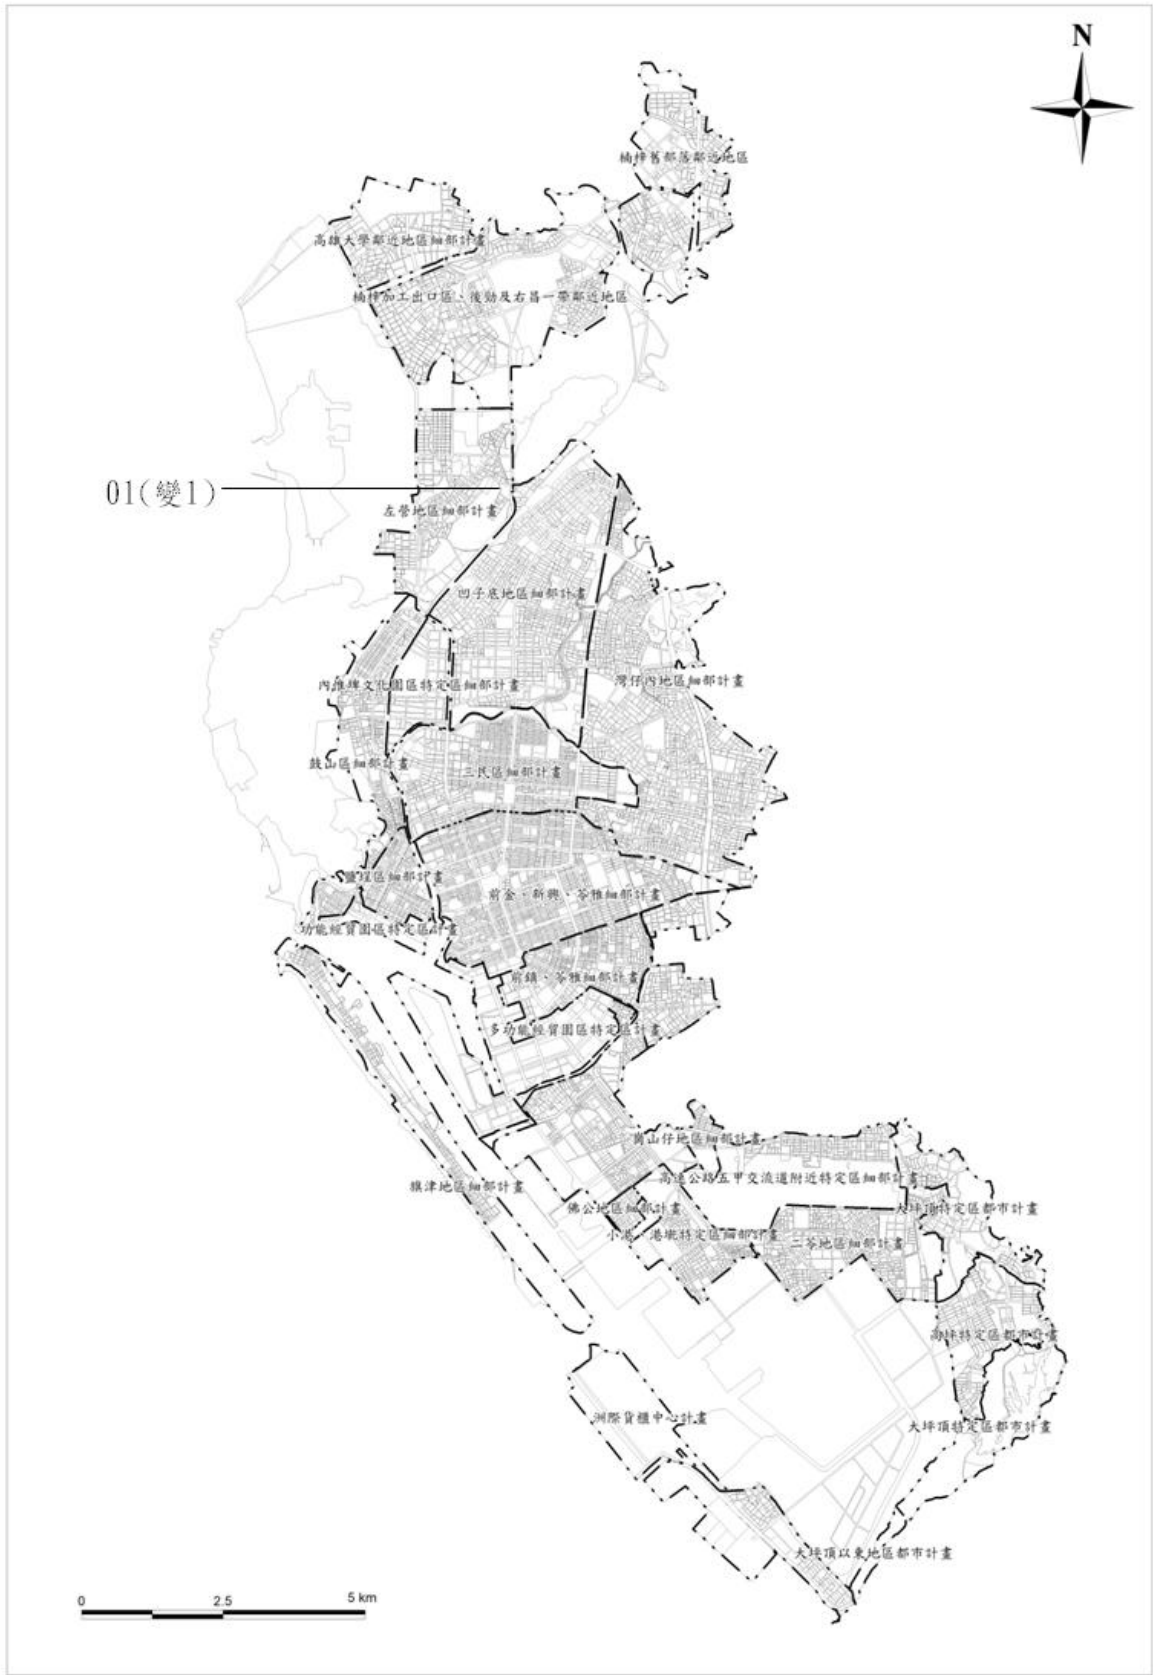 N
楠梓舊部落鄰近地區
高雄大學鄰近地區細部計畫
楠梓加工出口區、後勁及右昌一帶鄰近地區
01(變1)
左營地區細部計畫
凹子底地區細部計畫
內惟埤文化園區特定區細部計畫
灣仔內地區細部計畫
鼓山區細部計畫
三民區細部計畫
鹽埕區細部計畫
前金、新興、苓雅細部計畫
功能經貿園區特定區計畫
前鎮、苓雅細部計畫
多功能經貿園區特定區計畫
崗山仔地區細部計畫
高速公路五甲交流道附近特定區細部計畫
旗津地區細部計畫
佛公地區細部計畫
大坪頂特定區都市計畫
小港、港埔特定區細部計畫
二苓地區細部計畫
高坪特定區都市計畫
洲際貨櫃中心計畫
大坪頂特定區都市計畫
大坪頂以東地區都市計畫
0 2.5 5 km